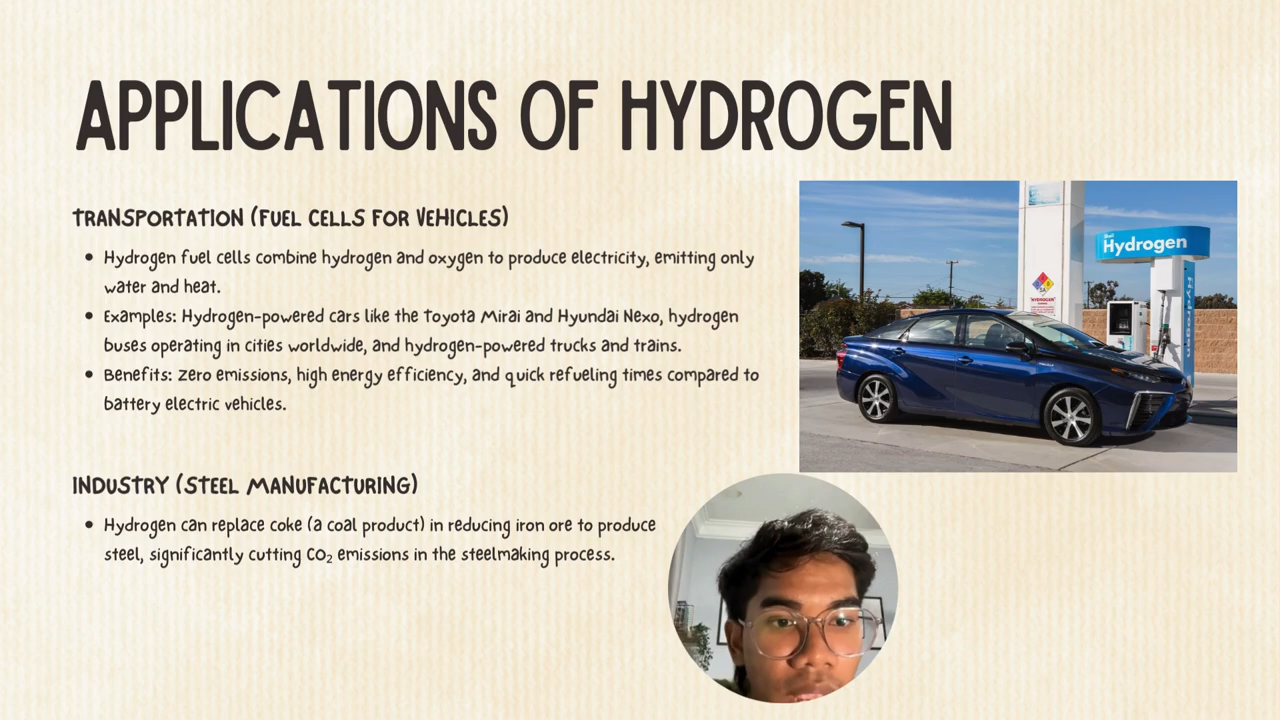 APPLICATIONS OF HYDROGEN
TRANSPORTATION (FUEL CELLS FOR VEHICLES)
• Hydrogen fuel cells combine hydrogen and oxygen to produce electricity, emitting only
water and heat.
• Examples: Hydrogen-powered cars like the Toyota Mirai and Hyundai Nexo, hydrogen
buses operating in cities worldwide, and hydrogen-powered trucks and trains.
• Benefits: Zero emissions, high energy efficiency, and quick refueling times compared to
battery electric vehicles.
Hydrogen
Hydrogen
INDUSTRY (STEEL MANUFACTURING)
• Hydrogen can replace coke (a coal product) in reducing iron ore to produce
steel, significantly cutting CO₂ emissions in the steelmaking process.